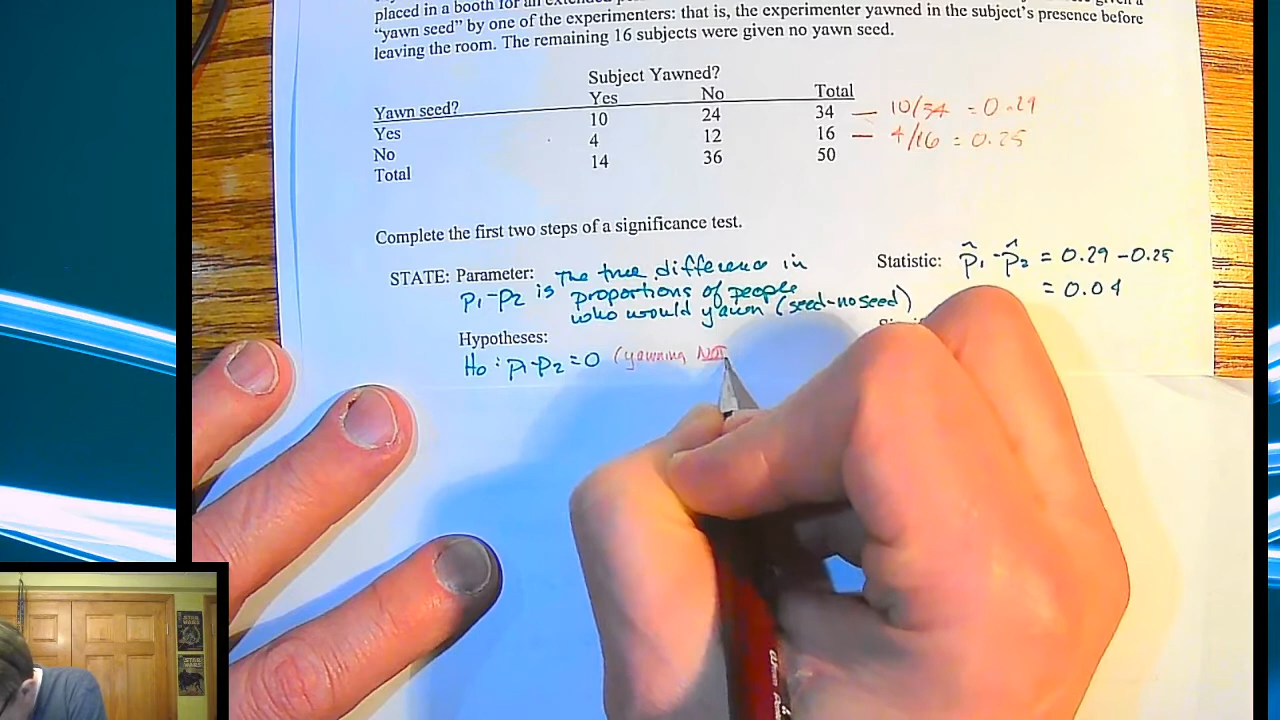 placed in a booth for an extended
"yawn seed" by one of the experimenters: that is, the experimenter yawned in the subject's presence before
leaving the room. The remaining 16 subjects were given no yawn seed.
Subject Yawned?
Yawn seed? Yes No Total
Yes 10 24 34 — 10/34 = 0.29
No 4 12 16 — 4/16 = 0.25
Total 14 36 50
Complete the first two steps of a significance test.
STATE: Parameter: The true difference in
p1-p2 is proportions of people
who would yawn (seed-no seed)
Statistic: p̂1 - p̂2 = 0.29 - 0.25
= 0.04
Hypotheses:
Ho: p1-p2 = 0 (yawning NOT
STAR WARS
STAR WARS